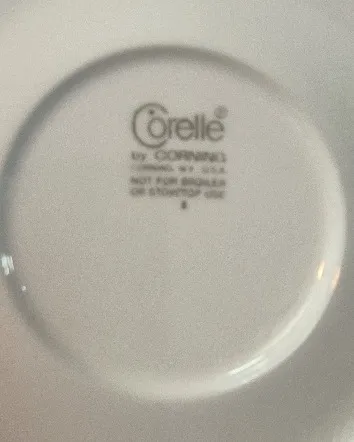 Corelle®
by CORNING
CORNING, N.Y. U.S.A.
NOT FOR BROILER
OR STOVETOP USE